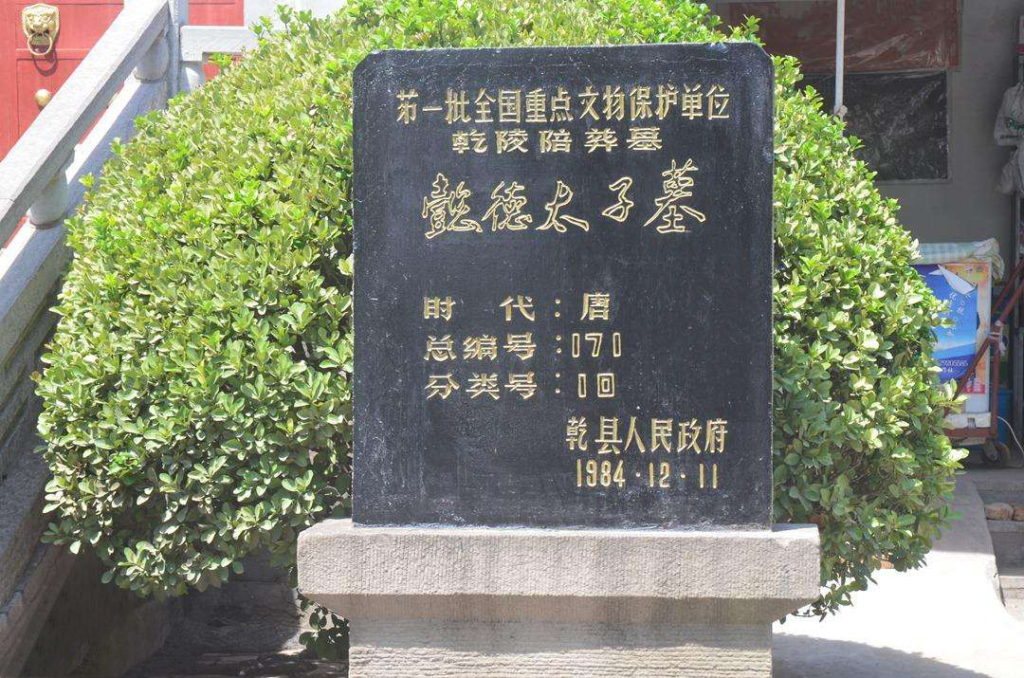 第一批全国重点文物保护单位
乾陵陪葬墓
懿德太子墓
时 代：唐
总编号：171
分类号：10
乾县人民政府
1984·12·11